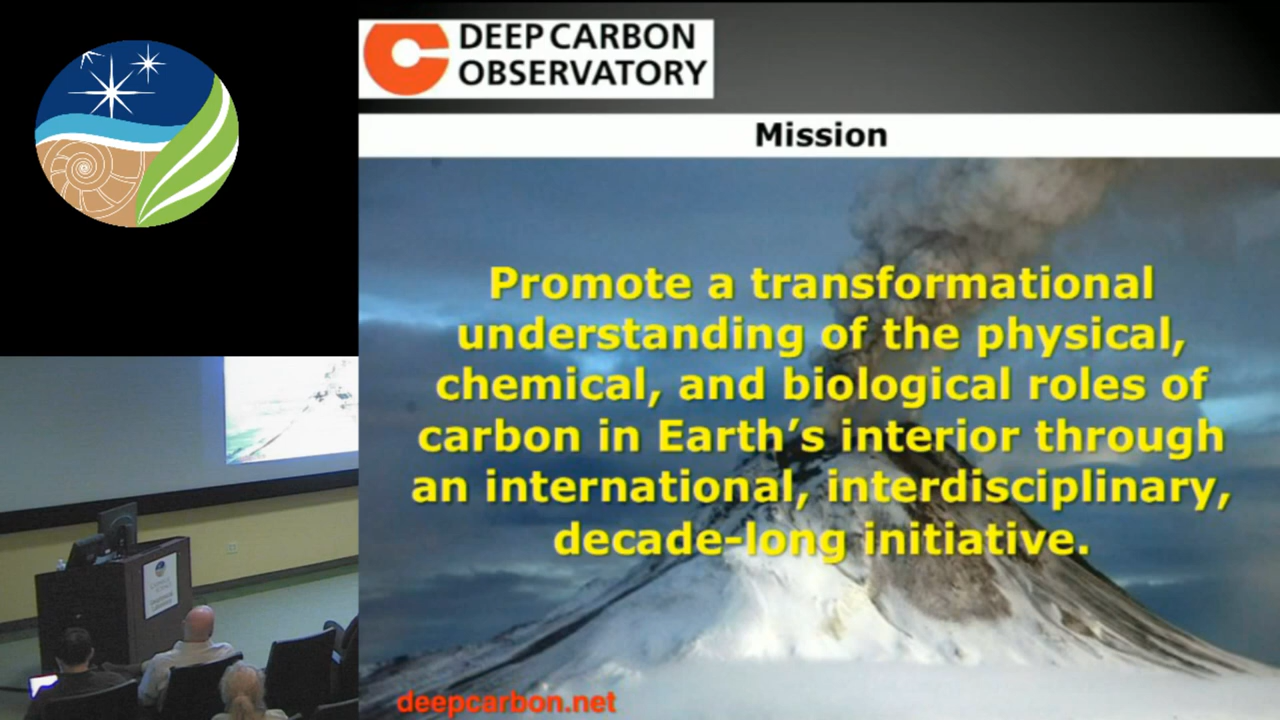 DEEP CARBON
OBSERVATORY
Mission
Promote a transformational
understanding of the physical,
chemical, and biological roles of
carbon in Earth’s interior through
an international, interdisciplinary,
decade-long initiative.
deepcarbon.net